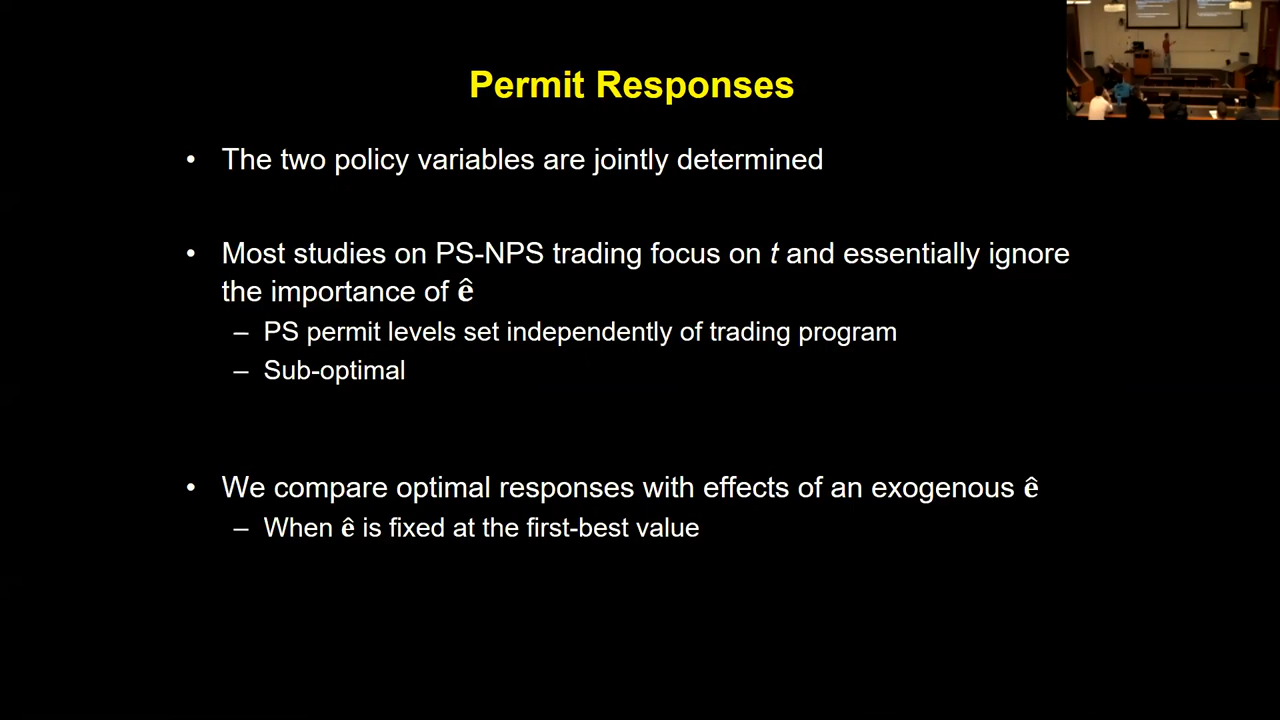 Permit Responses
• The two policy variables are jointly determined
• Most studies on PS-NPS trading focus on t and essentially ignore
the importance of ê
– PS permit levels set independently of trading program
– Sub-optimal
• We compare optimal responses with effects of an exogenous ê
– When ê is fixed at the first-best value